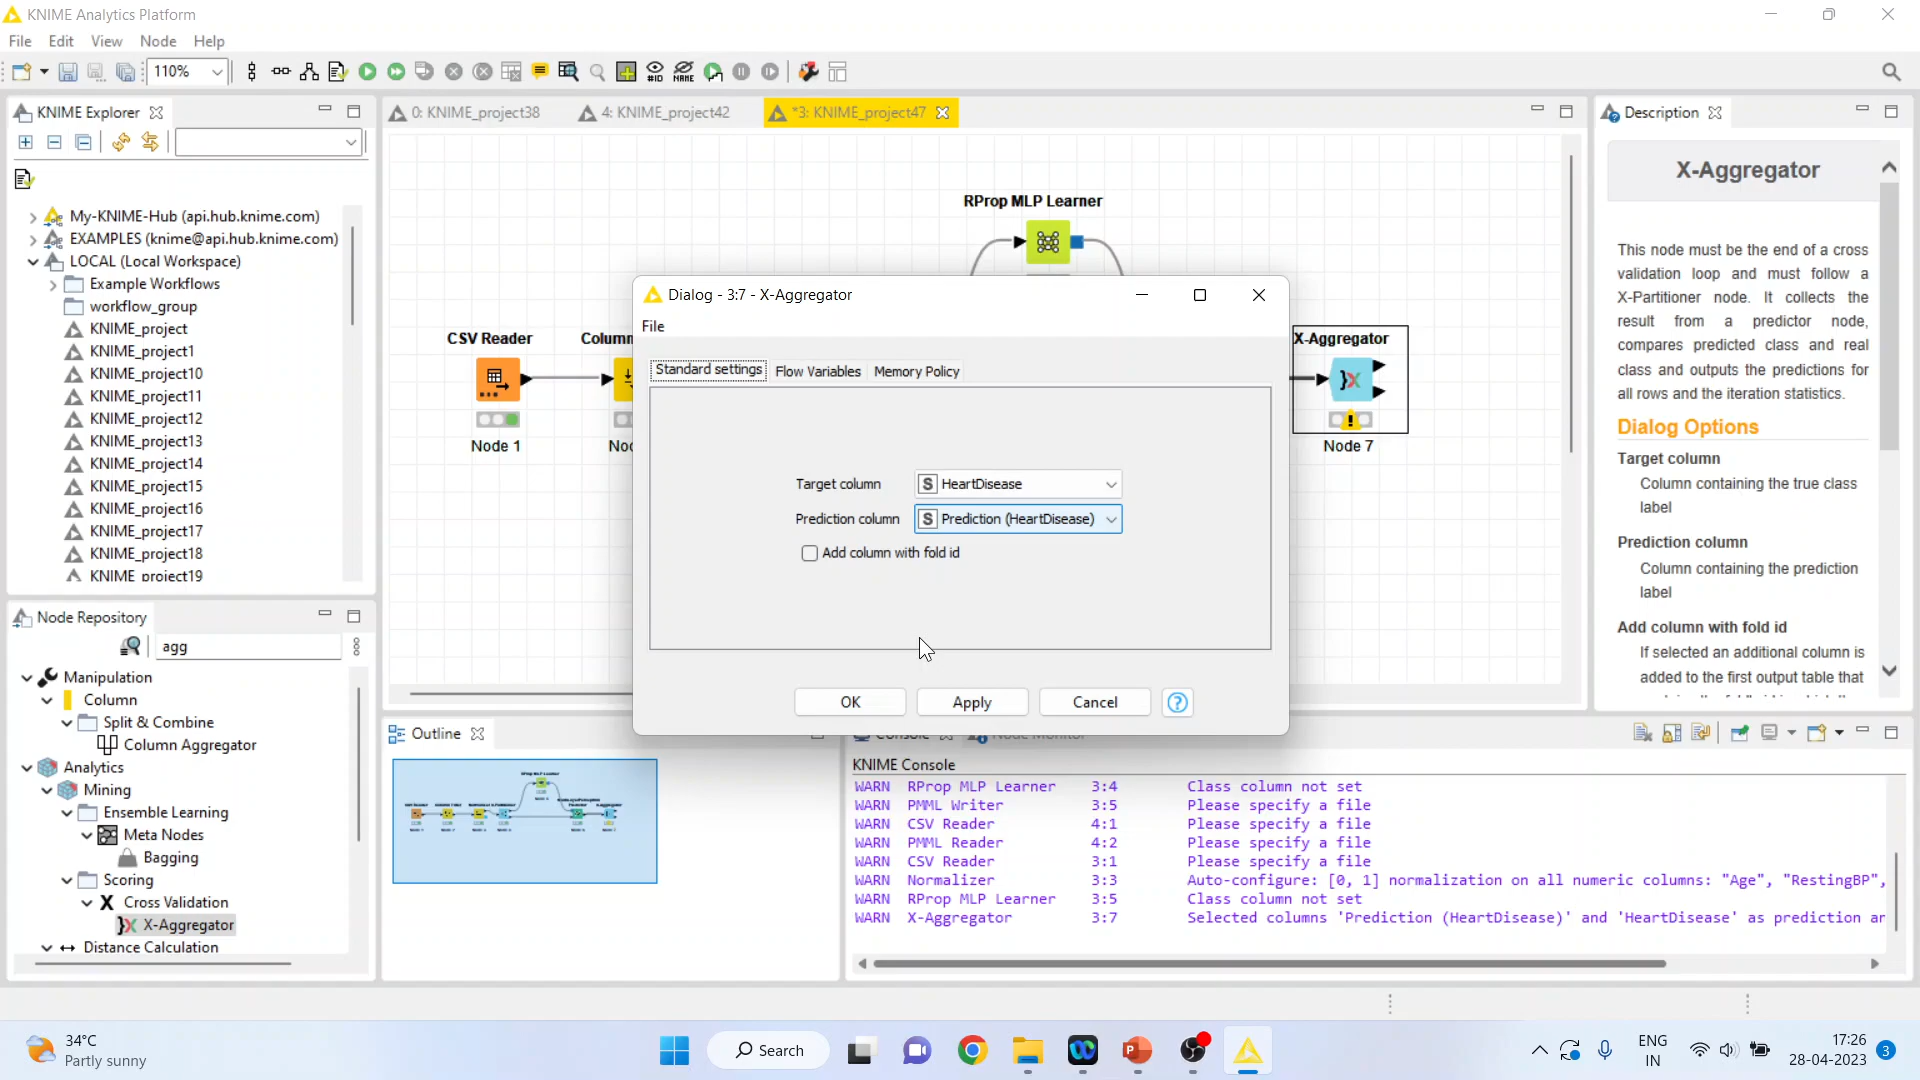 KNIME Analytics Platform
File Edit View Node Help
110%
KNIME Explorer
0: KNIME_project38
4: KNIME_project42
*3: KNIME_project47
Description
My-KNIME-Hub (api.hub.knime.com)
EXAMPLES (knime@api.hub.knime.com)
LOCAL (Local Workspace)
Example Workflows
workflow_group
KNIME_project
KNIME_project1
KNIME_project10
KNIME_project11
KNIME_project12
KNIME_project13
KNIME_project14
KNIME_project15
KNIME_project16
KNIME_project17
KNIME_project18
KNIME_project19
Node Repository
agg
Manipulation
Column
Split & Combine
Column Aggregator
Analytics
Mining
Ensemble Learning
Meta Nodes
Bagging
Scoring
Cross Validation
X-Aggregator
Distance Calculation
RProp MLP Learner
CSV Reader
Node 1
X-Aggregator
Node 7
Dialog - 3:7 - X-Aggregator
File
Standard settings Flow Variables Memory Policy
Target column S HeartDisease
Prediction column S Prediction (HeartDisease)
Add column with fold id
OK Apply Cancel
X-Aggregator
This node must be the end of a cross
validation loop and must follow a
X-Partitioner node. It collects the
result from a predictor node,
compares predicted class and real
class and outputs the predictions for
all rows and the iteration statistics.
Dialog Options
Target column
Column containing the true class
label
Prediction column
Column containing the prediction
label
Add column with fold id
If selected an additional column is
added to the first output table that
Outline
KNIME Console
WARN RProp MLP Learner 3:4 Class column not set
WARN PMML Writer 3:5 Please specify a file
WARN CSV Reader 4:1 Please specify a file
WARN PMML Reader 4:2 Please specify a file
WARN CSV Reader 3:1 Please specify a file
WARN Normalizer 3:3 Auto-configure: [0, 1] normalization on all numeric columns: "Age", "RestingBP",
WARN RProp MLP Learner 3:5 Class column not set
WARN X-Aggregator 3:7 Selected columns 'Prediction (HeartDisease)' and 'HeartDisease' as prediction ar
34°C
Partly sunny
Search
ENG
IN
17:26
28-04-2023
3